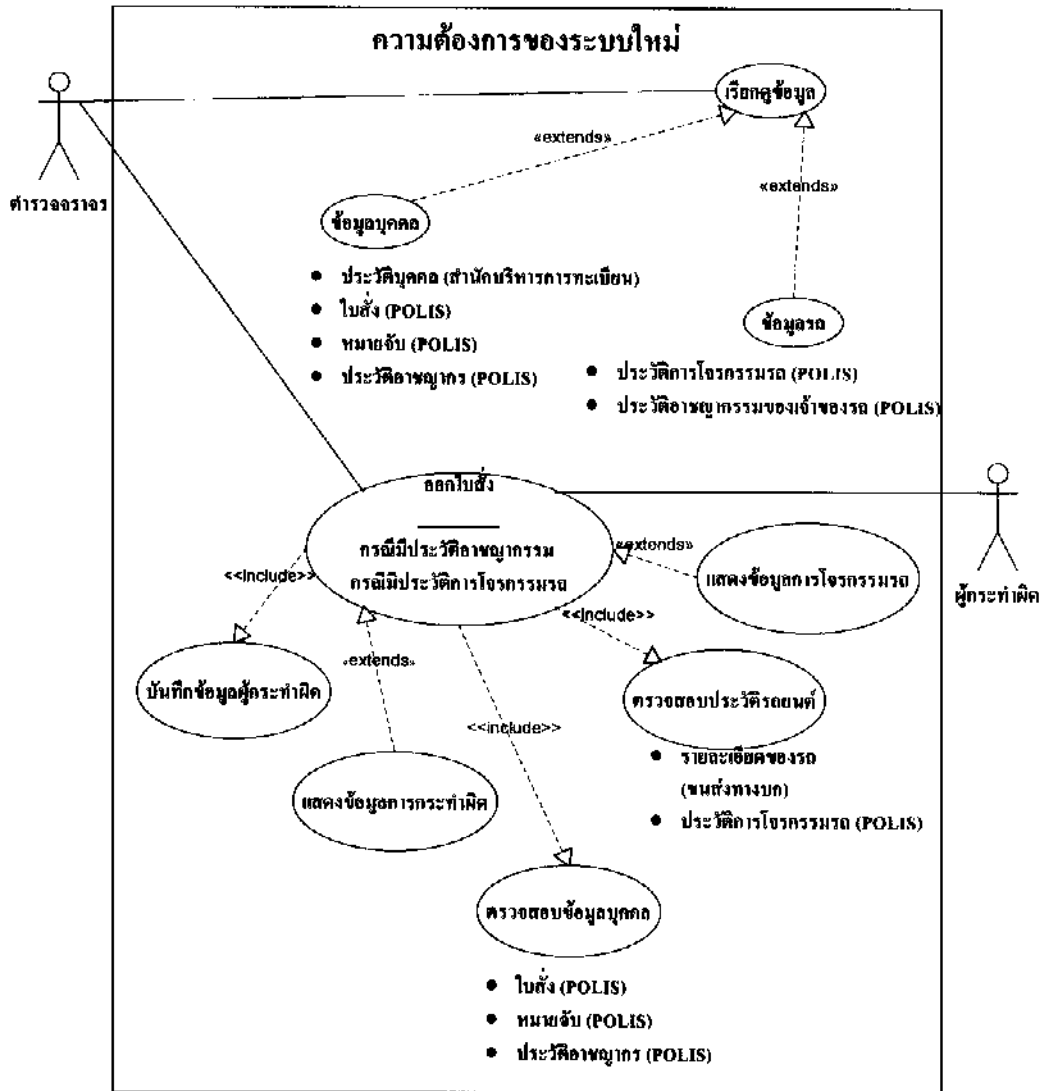 ความต้องการของระบบใหม่
เรียกดูข้อมูล
«extends»
«extends»
ตำรวจจราจร
ข้อมูลบุคคล
● ประวัติบุคคล (สำนักบริหารการทะเบียน)
● ใบสั่ง (POLIS)
● หมายจับ (POLIS)
● ประวัติอาชญากร (POLIS)
ข้อมูลรถ
● ประวัติการโจรกรรมรถ (POLIS)
● ประวัติอาชญากรรมของเจ้าของรถ (POLIS)
ออกใบสั่ง
กรณีมีประวัติอาชญากรรม
กรณีมีประวัติการโจรกรรมรถ
«extends»
<<include>>
แสดงข้อมูลการโจรกรรมรถ
ผู้กระทำผิด
<<include>>
บันทึกข้อมูลผู้กระทำผิด
«extends»
ตรวจสอบประวัติรถยนต์
<<include>>
● รายละเอียดของรถ
(ขนส่งทางบก)
● ประวัติการโจรกรรมรถ (POLIS)
แสดงข้อมูลการกระทำผิด
ตรวจสอบข้อมูลบุคคล
● ใบสั่ง (POLIS)
● หมายจับ (POLIS)
● ประวัติอาชญากร (POLIS)